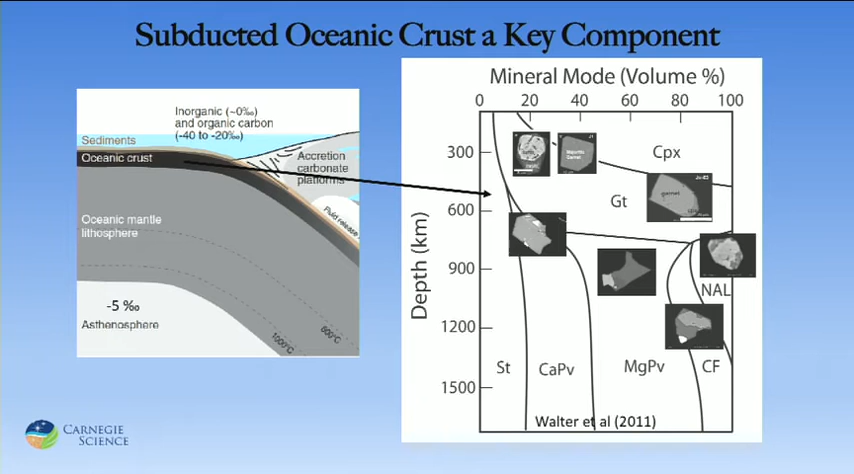 Subducted Oceanic Crust a Key Component
Inorganic (~0‰)
and organic carbon
(-40 to -20‰)
Sediments
Oceanic crust
Accretion
carbonate
platforms
Fluid release
Oceanic mantle
lithosphere
-5 ‰
Asthenosphere
1000°C
600°C
Mineral Mode (Volume %)
0 20 40 60 80 100
Depth (km)
300
600
900
1200
1500
Cpx
Gt
garnet
NAL
St
CaPv
MgPv
CF
Walter et al (2011)
CARNEGIE
SCIENCE